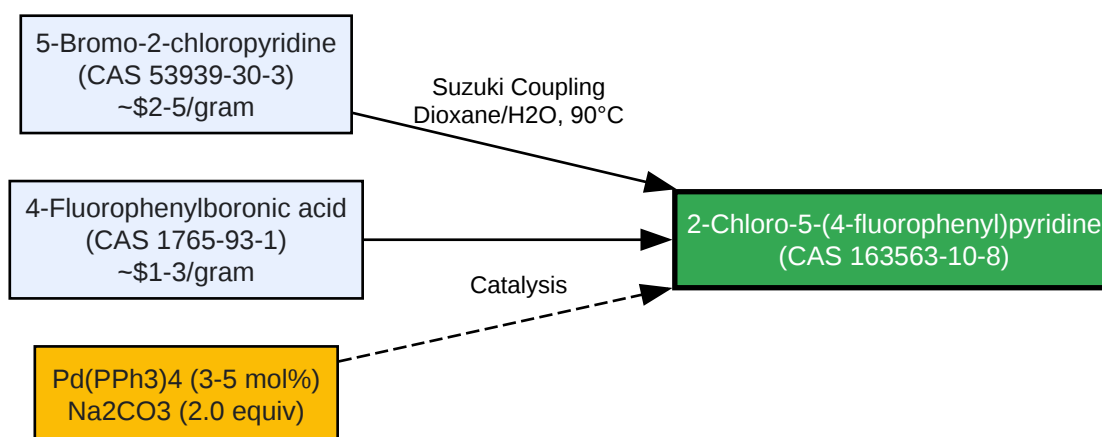 5-Bromo-2-chloropyridine
(CAS 53939-30-3)
~$2-5/gram
Suzuki Coupling
Dioxane/H2O, 90°C
4-Fluorophenylboronic acid
(CAS 1765-93-1)
~$1-3/gram
2-Chloro-5-(4-fluorophenyl)pyridine
(CAS 163563-10-8)
Catalysis
Pd(PPh3)4 (3-5 mol%)
Na2CO3 (2.0 equiv)